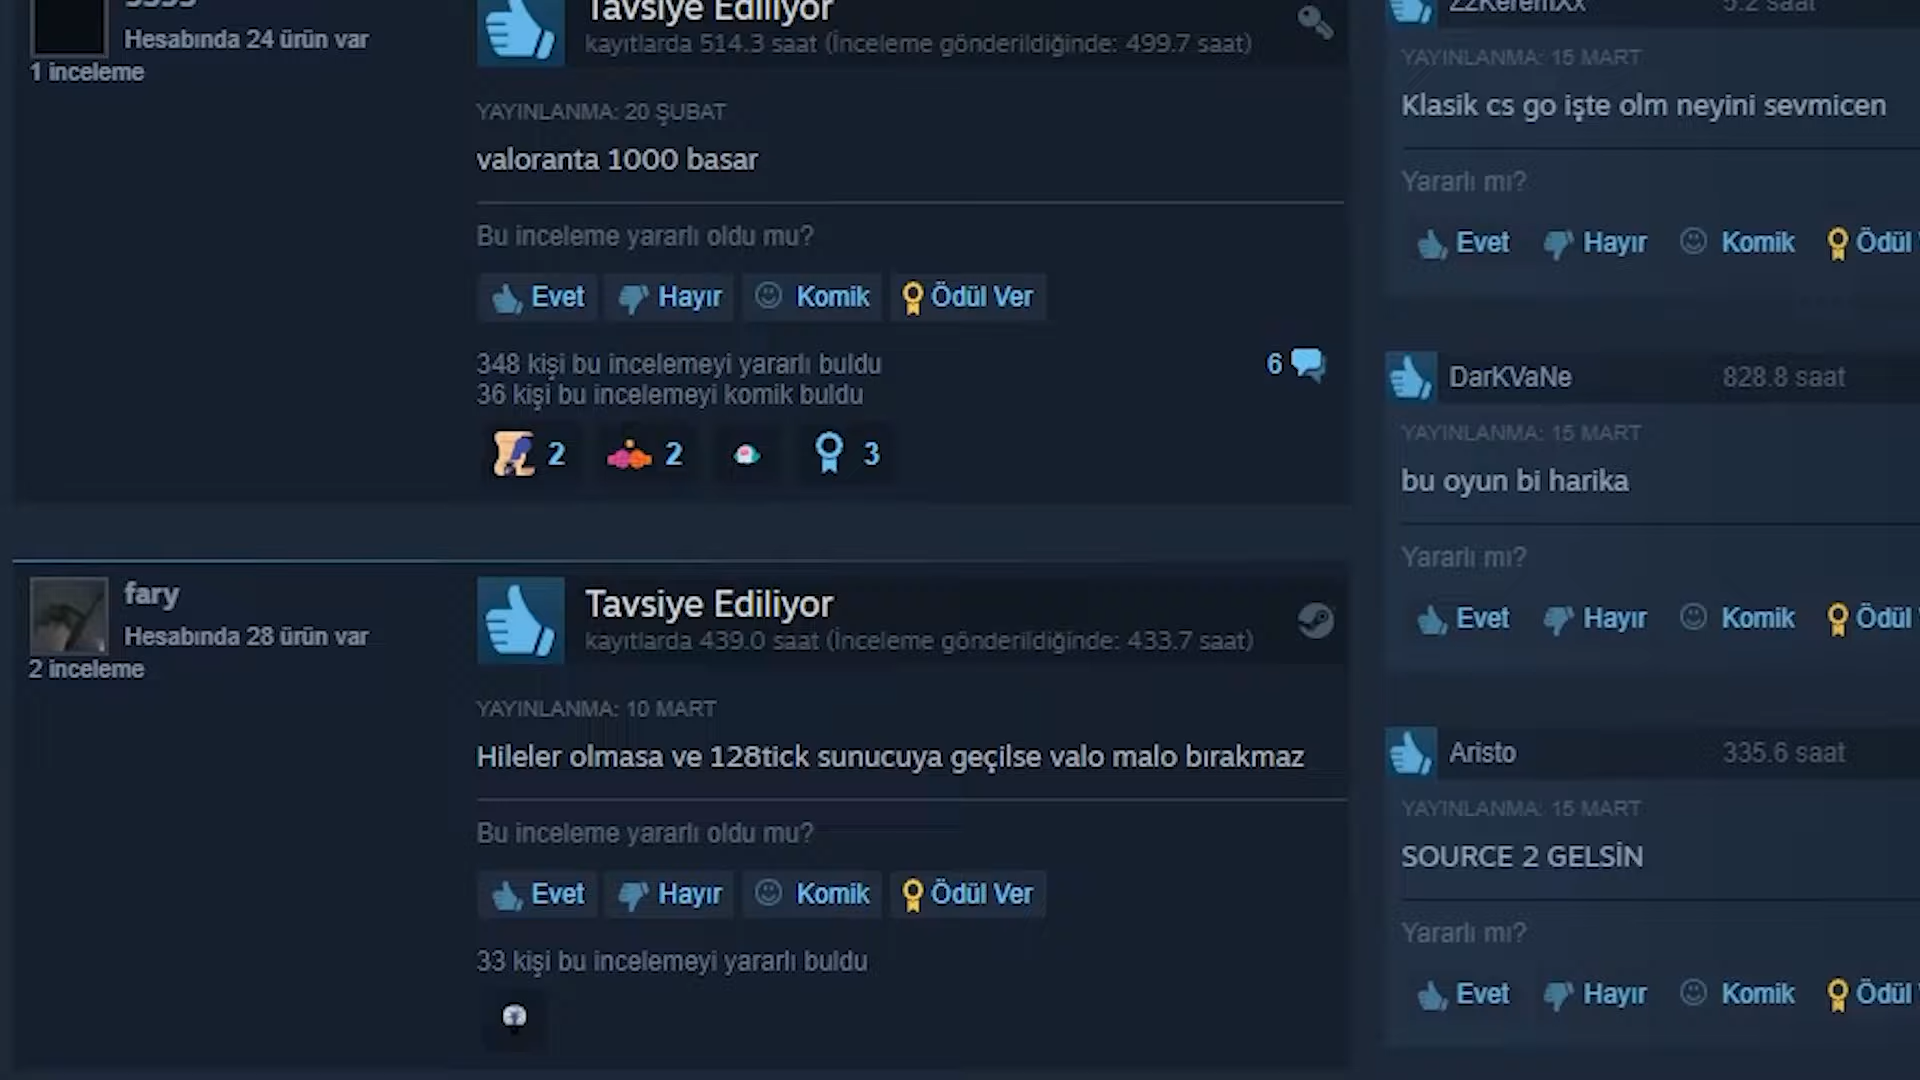 Hesabında 24 ürün var
1 inceleme
Tavsiye Ediliyor
kayıtlarda 514.3 saat (İnceleme gönderildiğinde: 499.7 saat)
YAYINLANMA: 20 ŞUBAT
valoranta 1000 basar
Bu inceleme yararlı oldu mu?
Evet Hayır Komik Ödül Ver
348 kişi bu incelemeyi yararlı buldu
36 kişi bu incelemeyi komik buldu
6
2 2 3
fary
Hesabında 28 ürün var
2 inceleme
Tavsiye Ediliyor
kayıtlarda 439.0 saat (İnceleme gönderildiğinde: 433.7 saat)
YAYINLANMA: 10 MART
Hileler olmasa ve 128tick sunucuya geçilse valo malo bırakmaz
Bu inceleme yararlı oldu mu?
Evet Hayır Komik Ödül Ver
33 kişi bu incelemeyi yararlı buldu
ZzKeremXx 5.2 saat
YAYINLANMA: 15 MART
Klasik cs go işte olm neyini sevmicen
Yararlı mı?
Evet Hayır Komik Ödül
DarKVaNe 828.8 saat
YAYINLANMA: 15 MART
bu oyun bi harika
Yararlı mı?
Evet Hayır Komik Ödül
Aristo 335.6 saat
YAYINLANMA: 15 MART
SOURCE 2 GELSİN
Yararlı mı?
Evet Hayır Komik Ödül